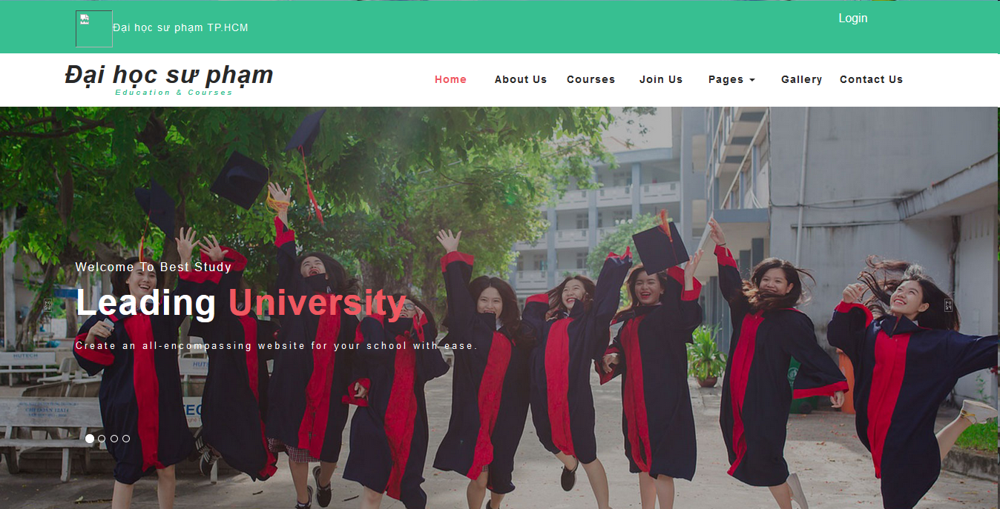 Đại học sư phạm TP.HCM
Login
Đại học sư phạm
Education & Courses
Home About Us Courses Join Us Pages Gallery Contact Us
Welcome To Best Study
Leading University
Create an all-encompassing website for your school with ease.
HUTECH